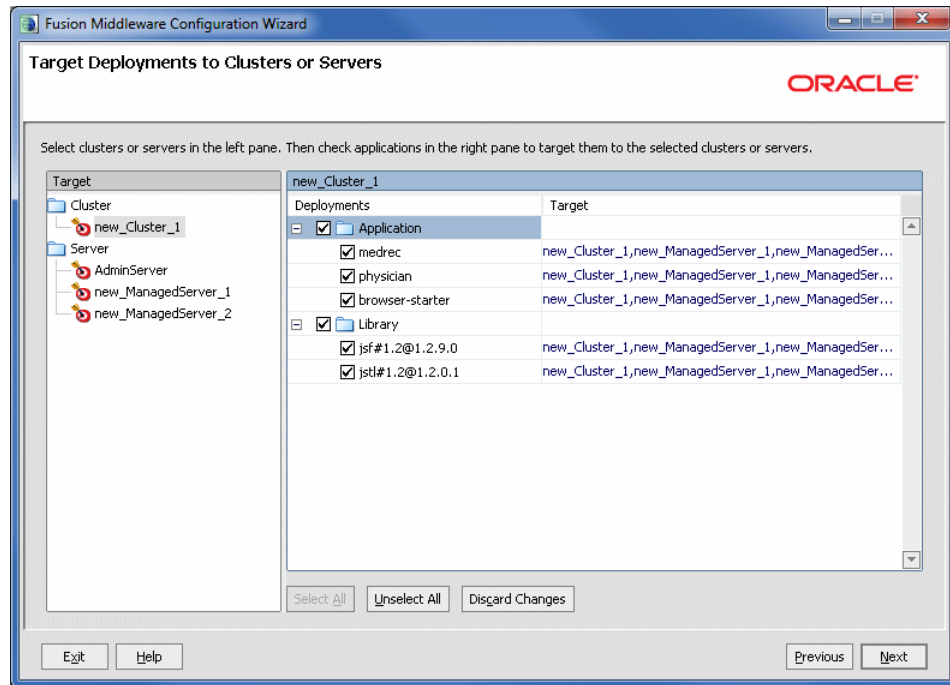 Fusion Middleware Configuration Wizard
Target Deployments to Clusters or Servers
ORACLE
Select clusters or servers in the left pane. Then check applications in the right pane to target them to the selected clusters or servers.
Target
new_Cluster_1
Cluster
Deployments Target
new_Cluster_1
Application
Server
medrec new_Cluster_1,new_ManagedServer_1,new_ManagedSer...
AdminServer
physician new_Cluster_1,new_ManagedServer_1,new_ManagedSer...
new_ManagedServer_1
browser-starter new_Cluster_1,new_ManagedServer_1,new_ManagedSer...
new_ManagedServer_2
Library
jsf#1.2@1.2.9.0 new_Cluster_1,new_ManagedServer_1,new_ManagedSer...
jstl#1.2@1.2.0.1 new_Cluster_1,new_ManagedServer_1,new_ManagedSer...
Select All Unselect All Discard Changes
Exit Help Previous Next